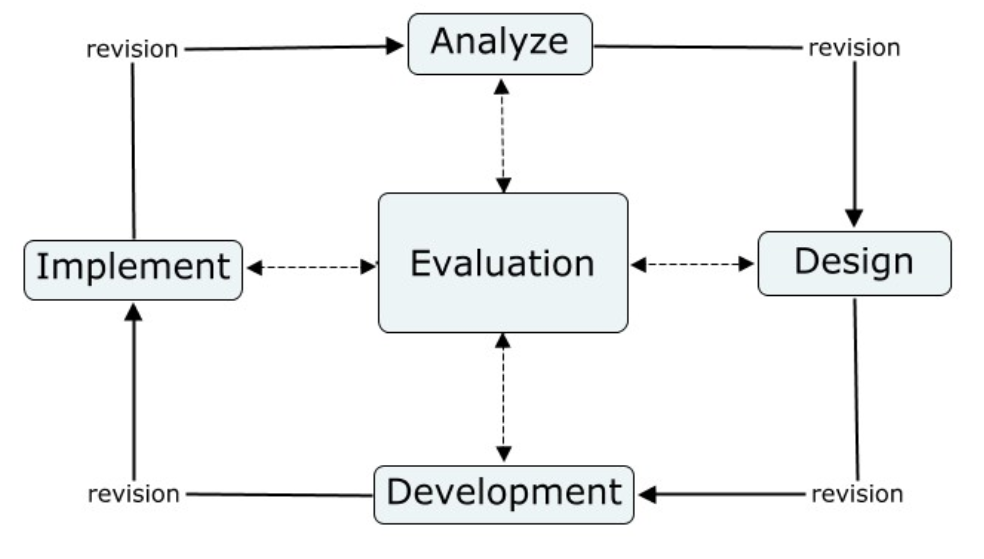 revision
Analyze
revision
Implement
Evaluation
Design
revision
Development
revision